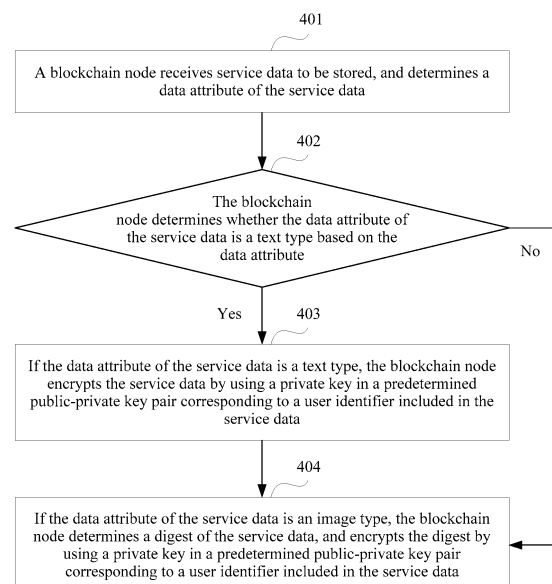 401
A blockchain node receives service data to be stored, and determines a
data attribute of the service data
402
The blockchain
node determines whether the data attribute of
the service data is a text type based on the
data attribute
No
Yes
403
If the data attribute of the service data is a text type, the blockchain node
encrypts the service data by using a private key in a predetermined
public-private key pair corresponding to a user identifier included in the
service data
404
If the data attribute of the service data is an image type, the blockchain
node determines a digest of the service data, and encrypts the digest by
using a private key in a predetermined public-private key pair
corresponding to a user identifier included in the service data